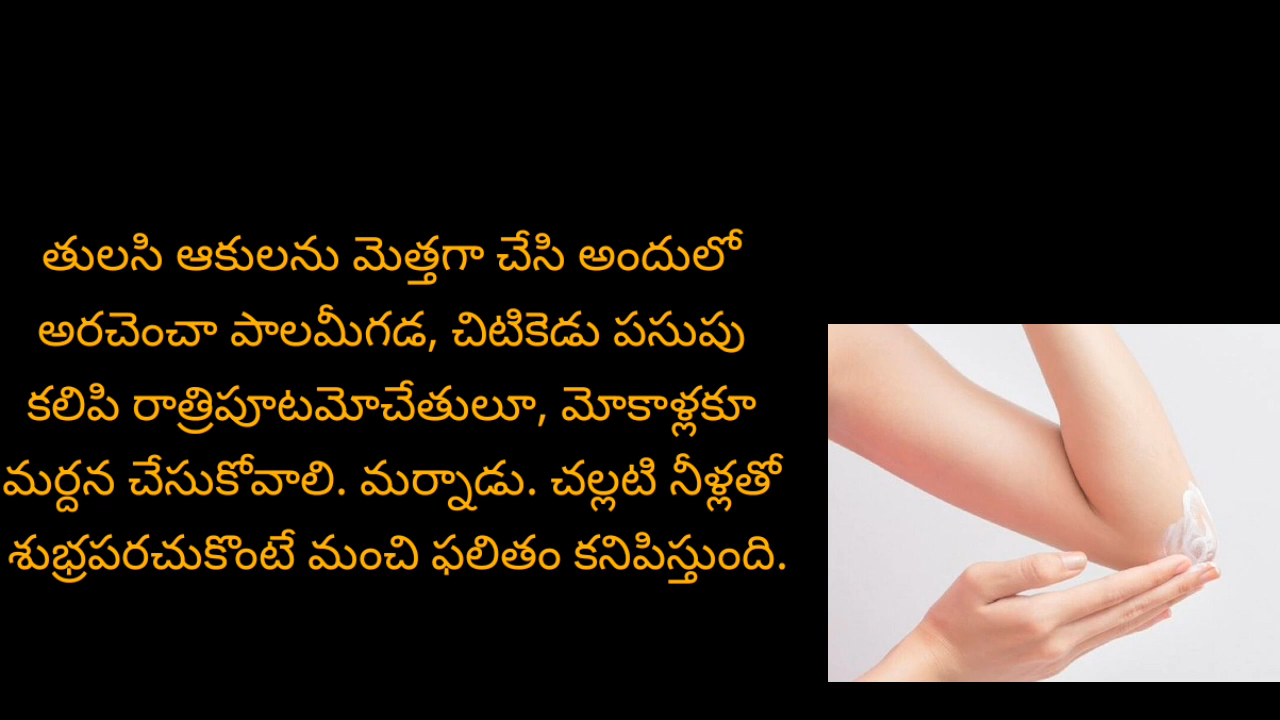 తులసి ఆకులను మెత్తగా చేసి అందులో
అరచెంచా పాలమీగడ, చిటికెడు పసుపు
కలిపి రాత్రిపూటమోచేతులూ, మోకాళ్లకూ
మర్దన చేసుకోవాలి. మర్నాడు. చల్లటి నీళ్లతో
శుభ్రపరచుకొంటే మంచి ఫలితం కనిపిస్తుంది.